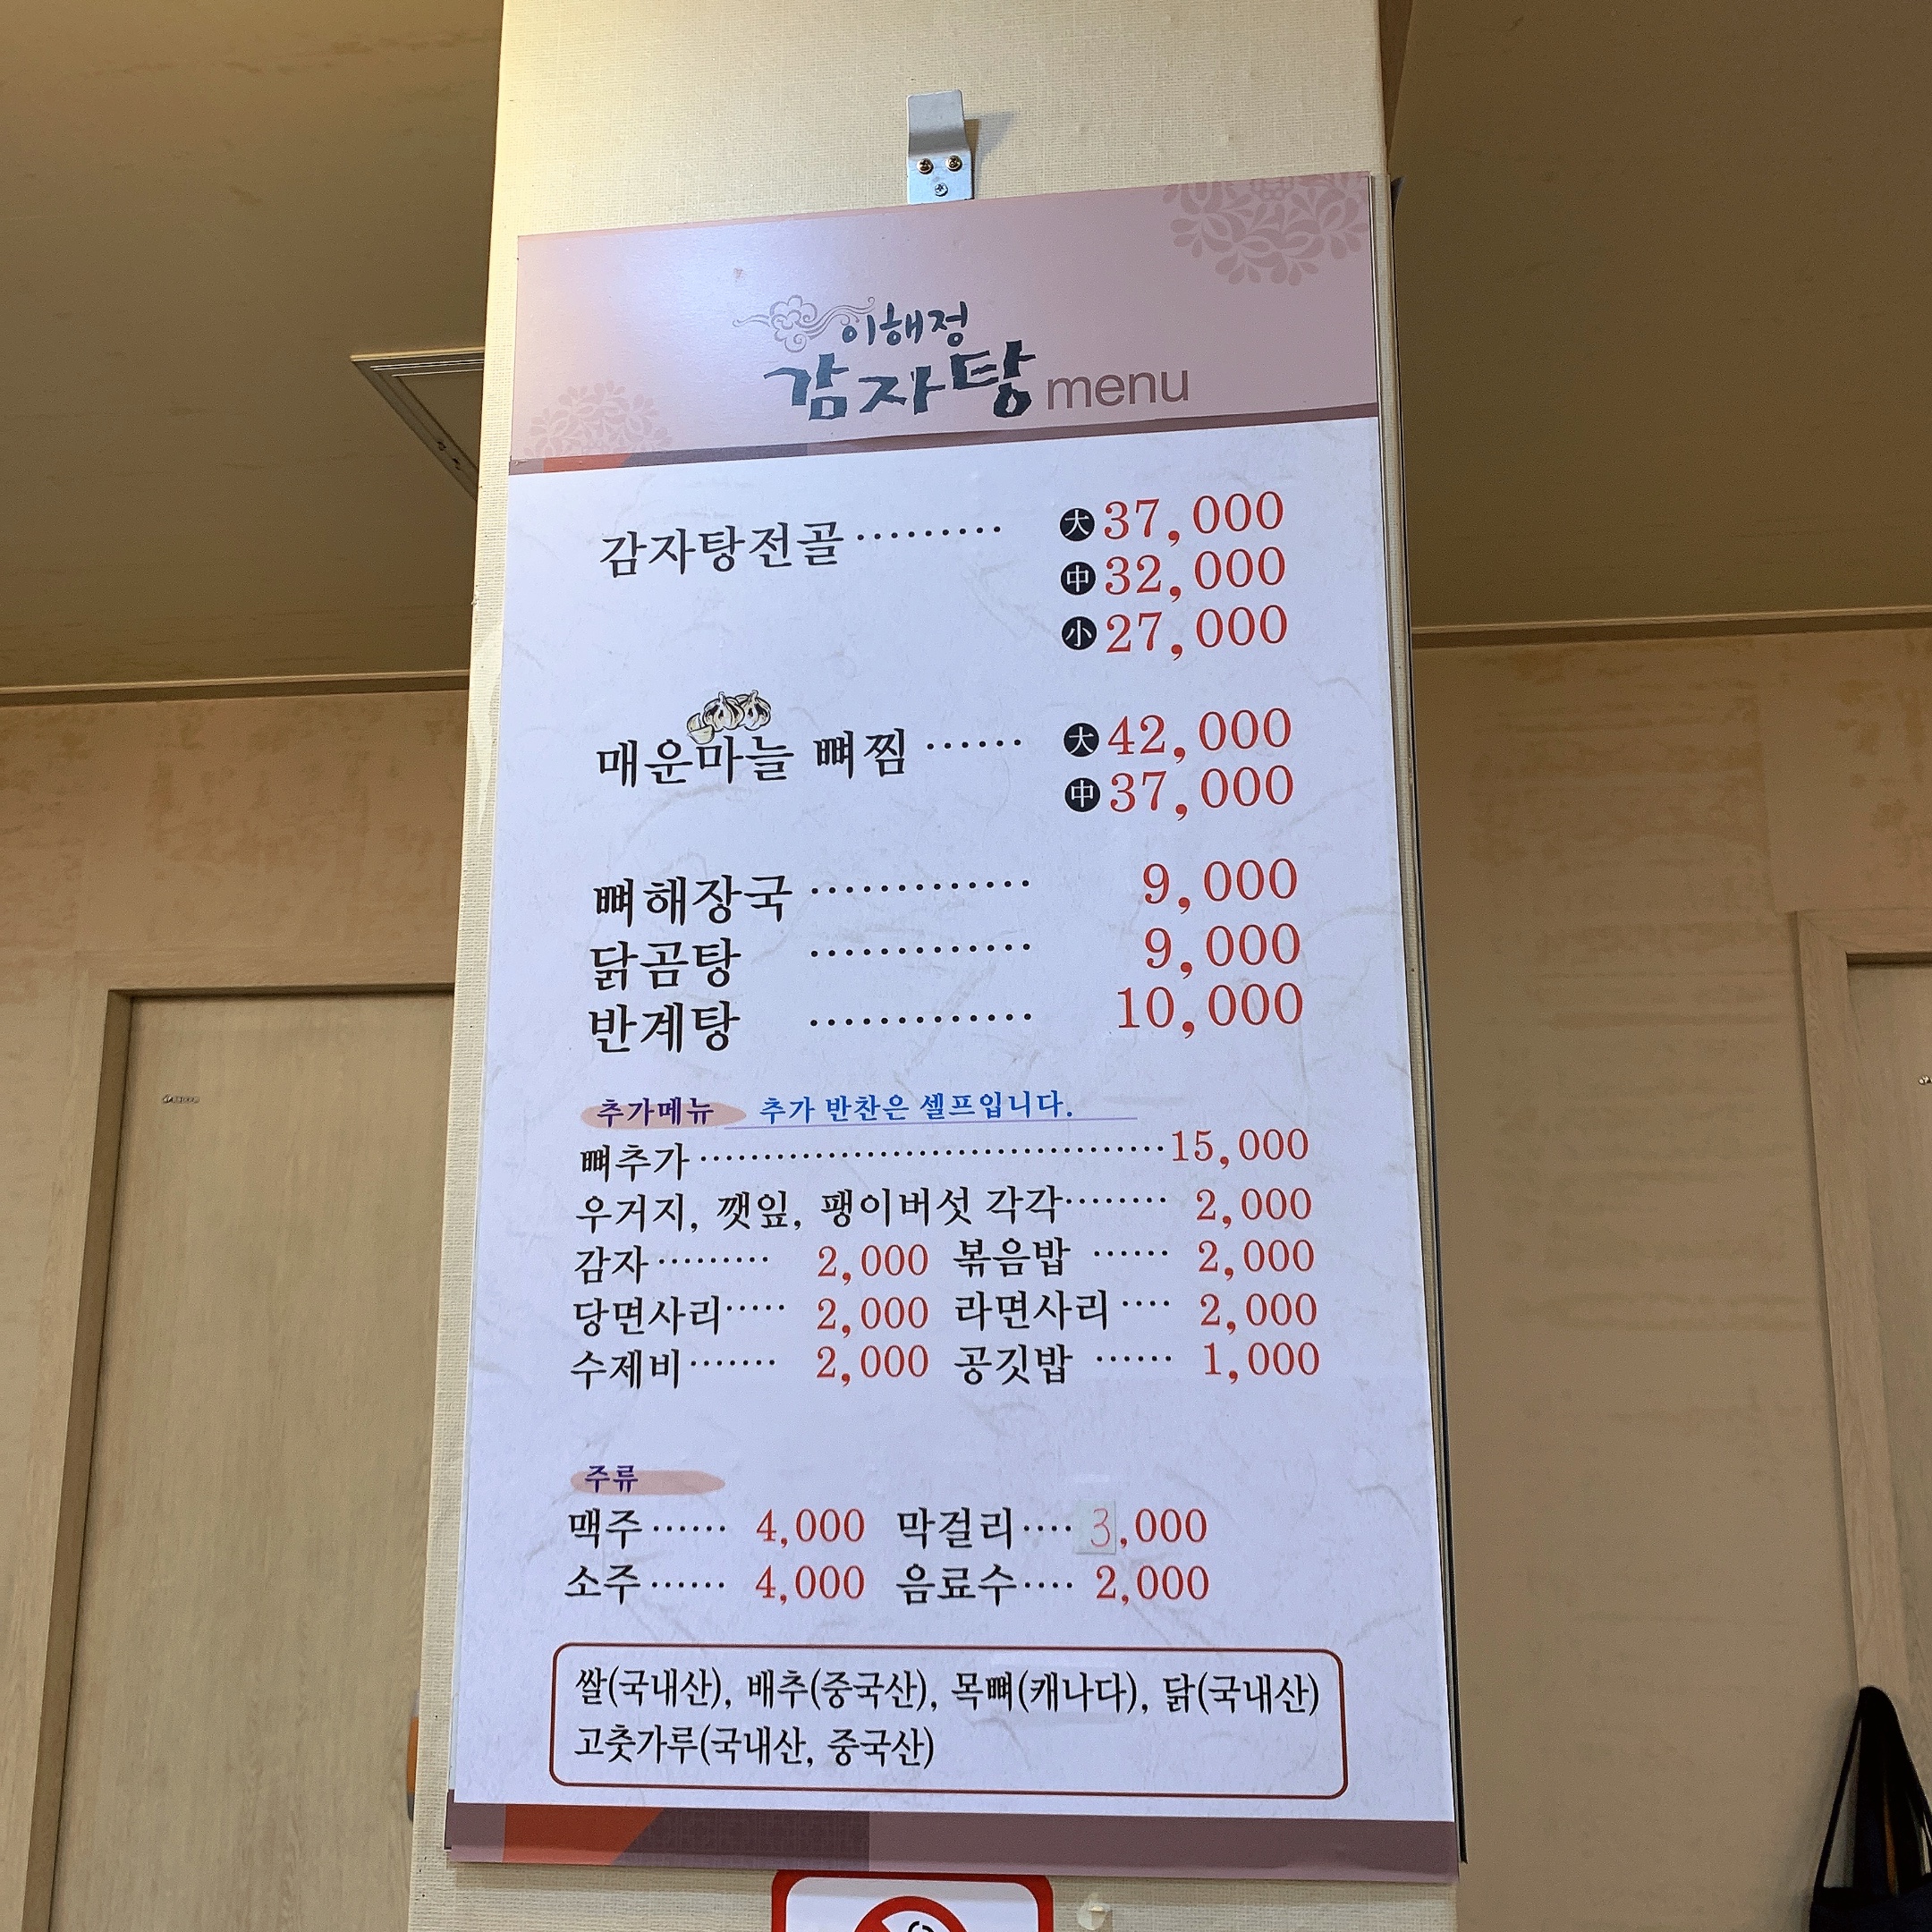 이해정
감자탕 menu
감자탕전골 ········· 大 37,000
中 32,000
小 27,000
매운마늘 뼈찜 ······ 大 42,000
中 37,000
뼈해장국 ············· 9,000
닭곰탕 ············· 9,000
반계탕 ············· 10,000
추가메뉴 추가 반찬은 셀프입니다.
뼈추가 ··································· 15,000
우거지, 깻잎, 팽이버섯 각각 ········ 2,000
감자 ········· 2,000 볶음밥 ······ 2,000
당면사리 ····· 2,000 라면사리 ···· 2,000
수제비 ······· 2,000 공깃밥 ······ 1,000
주류
맥주 ······ 4,000 막걸리 ···· 3,000
소주 ······ 4,000 음료수 ···· 2,000
쌀(국내산), 배추(중국산), 목뼈(캐나다), 닭(국내산)
고춧가루(국내산, 중국산)